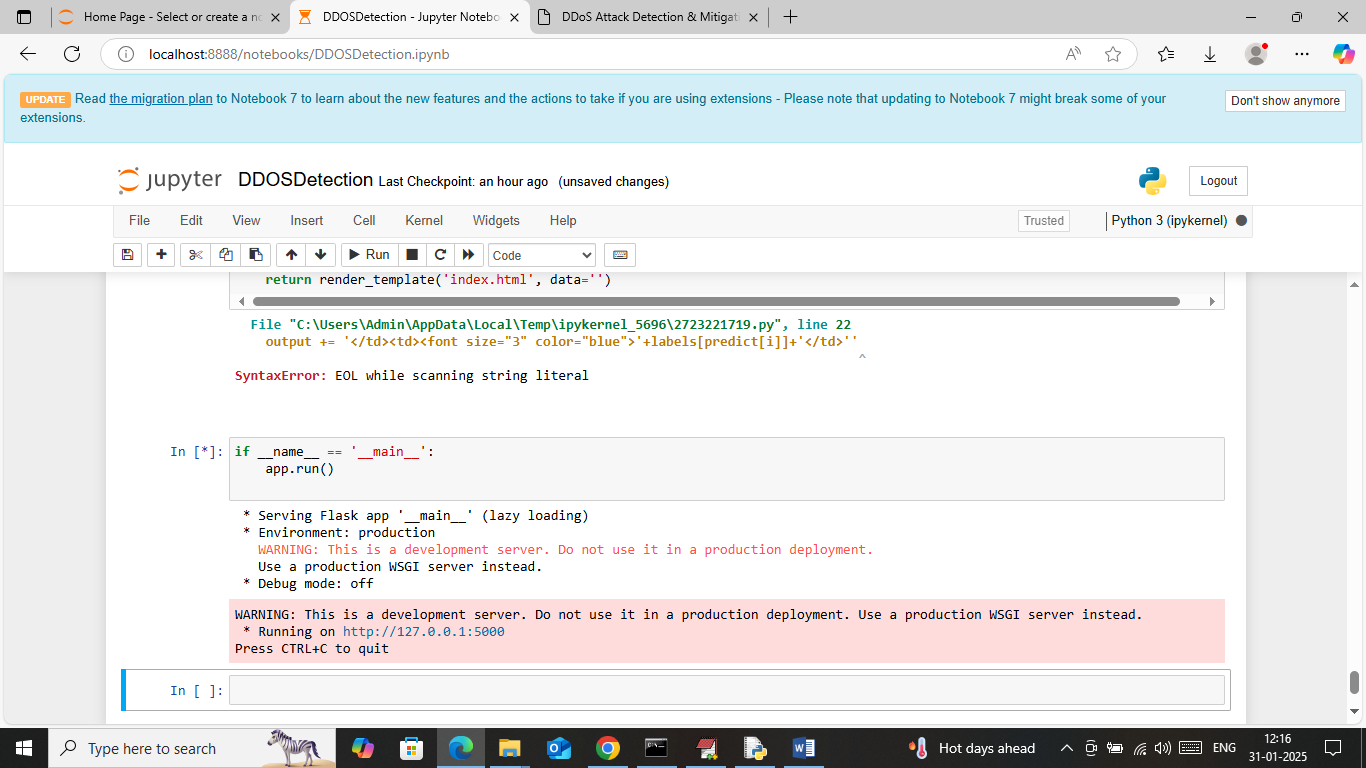 Home Page - Select or create a no
DDOSDetection - Jupyter Notebo
DDoS Attack Detection & Mitigat
localhost:8888/notebooks/DDOSDetection.ipynb
UPDATE Read the migration plan to Notebook 7 to learn about the new features and the actions to take if you are using extensions - Please note that updating to Notebook 7 might break some of your
extensions.
Don't show anymore
jupyter DDOSDetection Last Checkpoint: an hour ago (unsaved changes)
Logout
File Edit View Insert Cell Kernel Widgets Help
Trusted
Python 3 (ipykernel)
Run
Code
return render_template('index.html', data='')
File "C:\Users\Admin\AppData\Local\Temp\ipykernel_5696\2723221719.py", line 22
output += '</td><td><font size="3" color="blue">'+labels[predict[i]]+'</td>''
^
SyntaxError: EOL while scanning string literal
In [*]: if __name__ == '__main__':
app.run()
* Serving Flask app '__main__' (lazy loading)
* Environment: production
WARNING: This is a development server. Do not use it in a production deployment.
Use a production WSGI server instead.
* Debug mode: off
WARNING: This is a development server. Do not use it in a production deployment. Use a production WSGI server instead.
* Running on http://127.0.0.1:5000
Press CTRL+C to quit
In [ ]:
Type here to search
Hot days ahead
ENG
12:16
31-01-2025